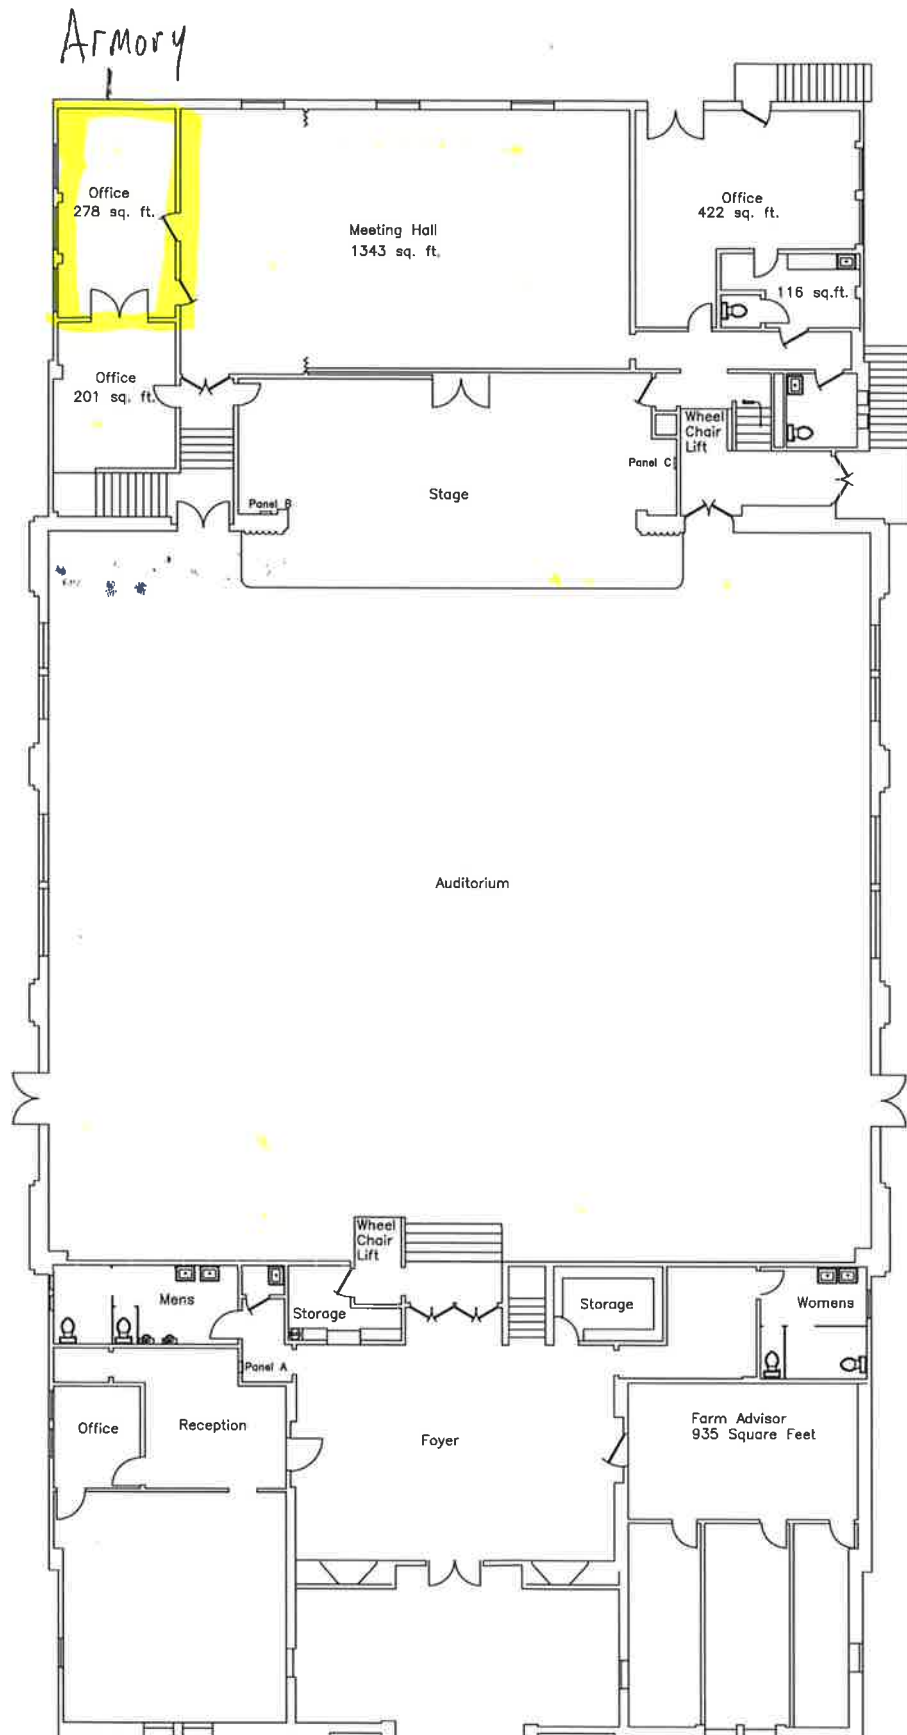 Armory
Office
278 sq. ft.
Meeting Hall
1343 sq. ft.
Office
422 sq. ft.
116 sq.ft.
Office
201 sq. ft.
Wheel
Chair
Lift
Panel C
Stage
Panel B
Auditorium
Wheel
Chair
Lift
Mens
Storage
Storage
Womens
Panel A
Office
Reception
Foyer
Farm Advisor
935 Square Feet